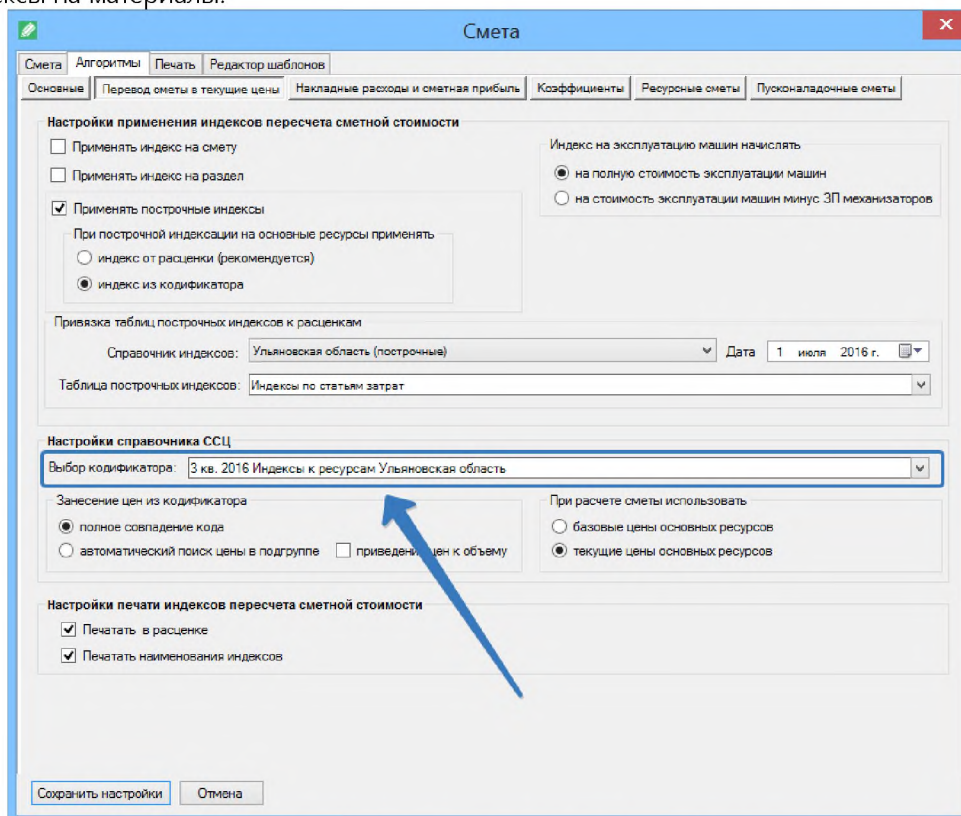 Смета
Смета Алгоритмы Печать Редактор шаблонов
Основные Перевод сметы в текущие цены Накладные расходы и сметная прибыль Коэффициенты Ресурсные сметы Пусконаладочные сметы
Настройки применения индексов пересчета сметной стоимости
Применять индекс на смету
Применять индекс на раздел
Применять построчные индексы
При построчной индексации на основные ресурсы применять
индекс от расценки (рекомендуется)
индекс из кодификатора
Индекс на эксплуатацию машин начислять
на полную стоимость эксплуатации машин
на стоимость эксплуатации машин минус ЗП механизаторов
Привязка таблиц построчных индексов к расценкам
Справочник индексов: Ульяновская область (построчные) Дата 1 июля 2016 г.
Таблица построчных индексов: Индексы по статьям затрат
Настройки справочника ССЦ
Выбор кодификатора: 3 кв. 2016 Индексы к ресурсам Ульяновская область
Занесение цен из кодификатора
полное совпадение кода
автоматический поиск цены в подгруппе приведение цен к объему
При расчете сметы использовать
базовые цены основных ресурсов
текущие цены основных ресурсов
Настройки печати индексов пересчета сметной стоимости
Печатать в расценке
Печатать наименования индексов
Сохранить настройки Отмена